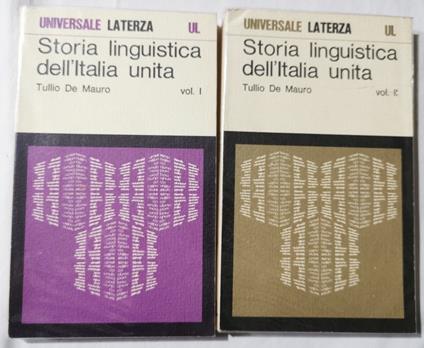 UNIVERSALE LATERZA UL
Storia linguistica
dell'Italia unita
Tullio De Mauro vol. I
UNIVERSALE LATERZA UL
Storia linguistica
dell'Italia unita
Tullio De Mauro vol.